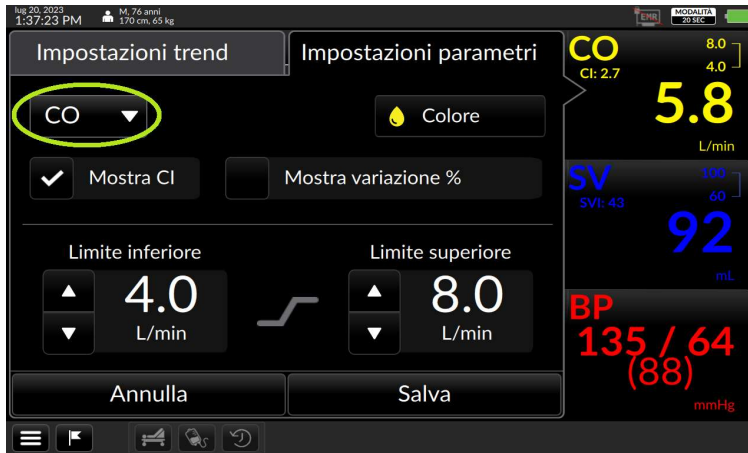 lug 20, 2023
1:37:23 PM
M, 76 anni
170 cm, 65 kg
EMR
MODALITÀ
20 SEC
Impostazioni trend
Impostazioni parametri
CO
Colore
Mostra CI
Mostra variazione %
Limite inferiore
Limite superiore
4.0
L/min
8.0
L/min
Annulla
Salva
CO
CI: 2.7
8.0
4.0
5.8
L/min
SV
SVI: 43
100
60
92
mL
BP
135 / 64
(88)
mmHg